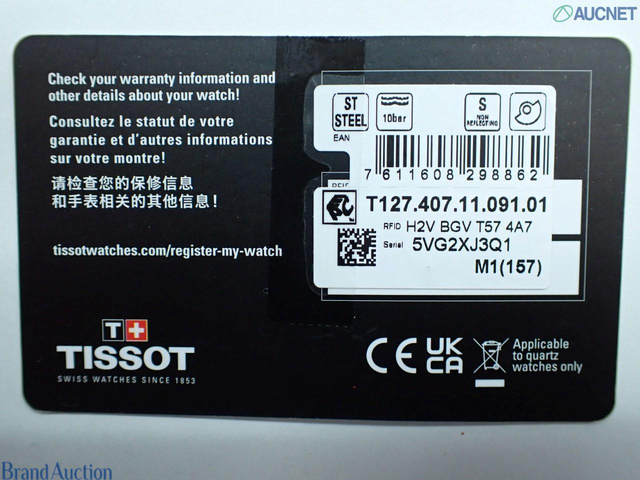 AUCNET
Check your warranty information and
other details about your watch!
Consultez le statut de votre
garantie et d'autres informations
sur votre montre!
请检查您的保修信息
和手表相关的其他信息！
tissotwatches.com/register-my-watch
T+
TISSOT
SWISS WATCHES SINCE 1853
ST
STEEL
10bar
S
NON
REFLECTING
EAN
7 611608 298862
RFID
T127.407.11.091.01
RFID H2V BGV T57 4A7
Serial 5VG2XJ3Q1
M1(157)
CE UK
CA
Applicable
to quartz
watches only
Brand Auction